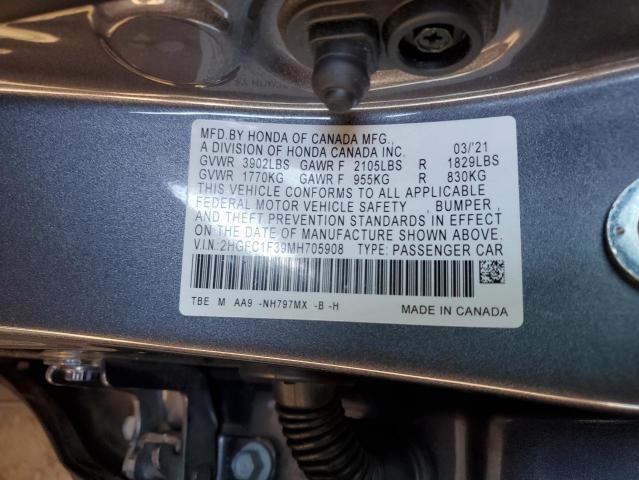 MFD.BY HONDA OF CANADA MFG.,
A DIVISION OF HONDA CANADA INC. 03/'21
GVWR 3902LBS GAWR F 2105LBS R 1829LBS
GVWR 1770KG GAWR F 955KG R 830KG
THIS VEHICLE CONFORMS TO ALL APPLICABLE
FEDERAL MOTOR VEHICLE SAFETY , BUMPER ,
AND THEFT PREVENTION STANDARDS IN EFFECT
ON THE DATE OF MANUFACTURE SHOWN ABOVE.
V.I.N.:2HGFC1F39MH705908 TYPE: PASSENGER CAR
TBE M AA9 -NH797MX -B -H MADE IN CANADA